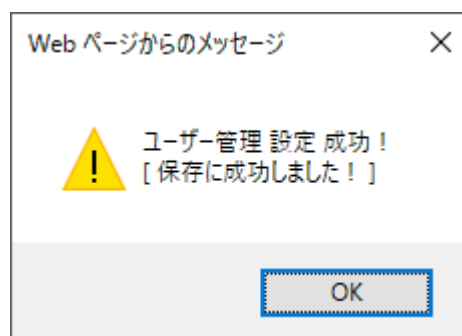 Web ページからのメッセージ
ユーザー管理 設定 成功！
[ 保存に成功しました！ ]
OK